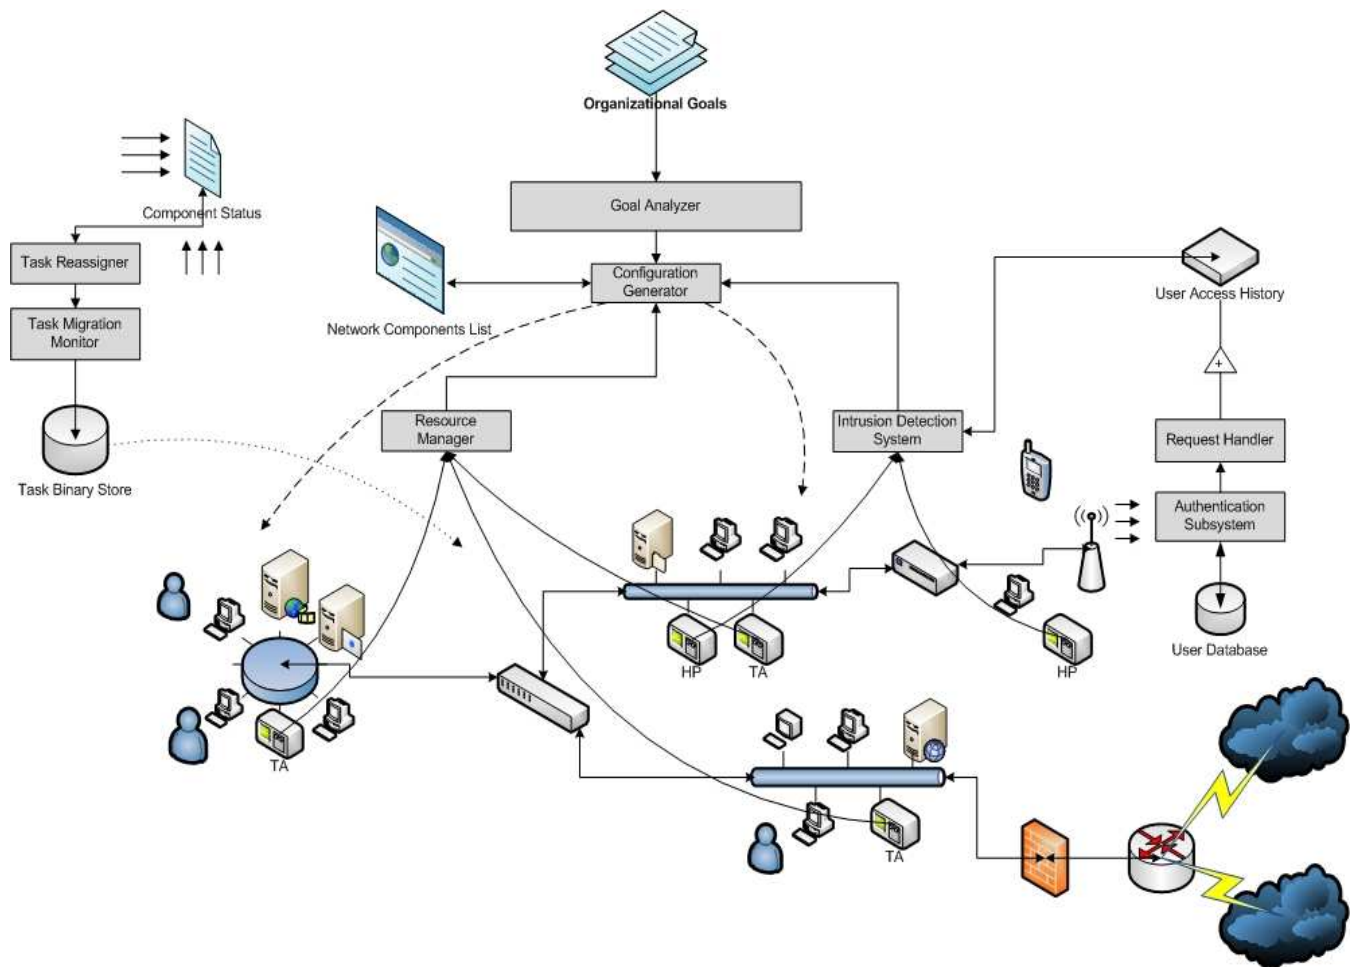 Organizational Goals
Goal Analyzer
Component Status
Task Reassigner
Configuration
Generator
User Access History
Task Migration
Monitor
Network Components List
+
Resource
Manager
Intrusion Detection
System
Request Handler
Task Binary Store
Authentication
Subsystem
User Database
HP
TA
HP
TA
TA